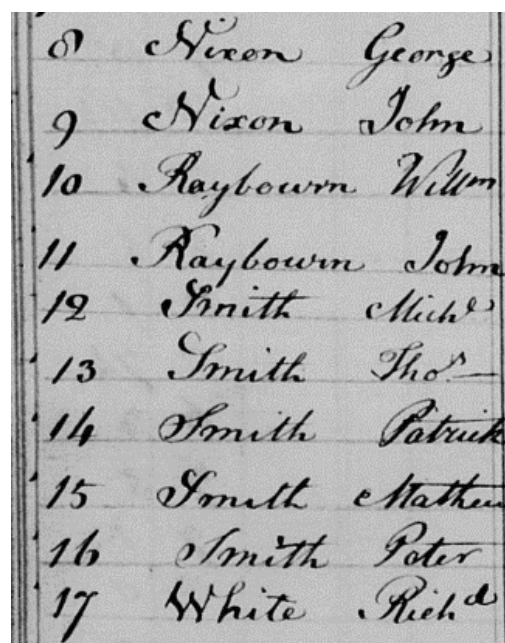 8 Nixon George
9 Nixon John
10 Raybourn Willm
11 Raybourn John
12 Smith Michl
13 Smith Thos
14 Smith Patrick
15 Smith Mathew
16 Smith Peter
17 White Richd